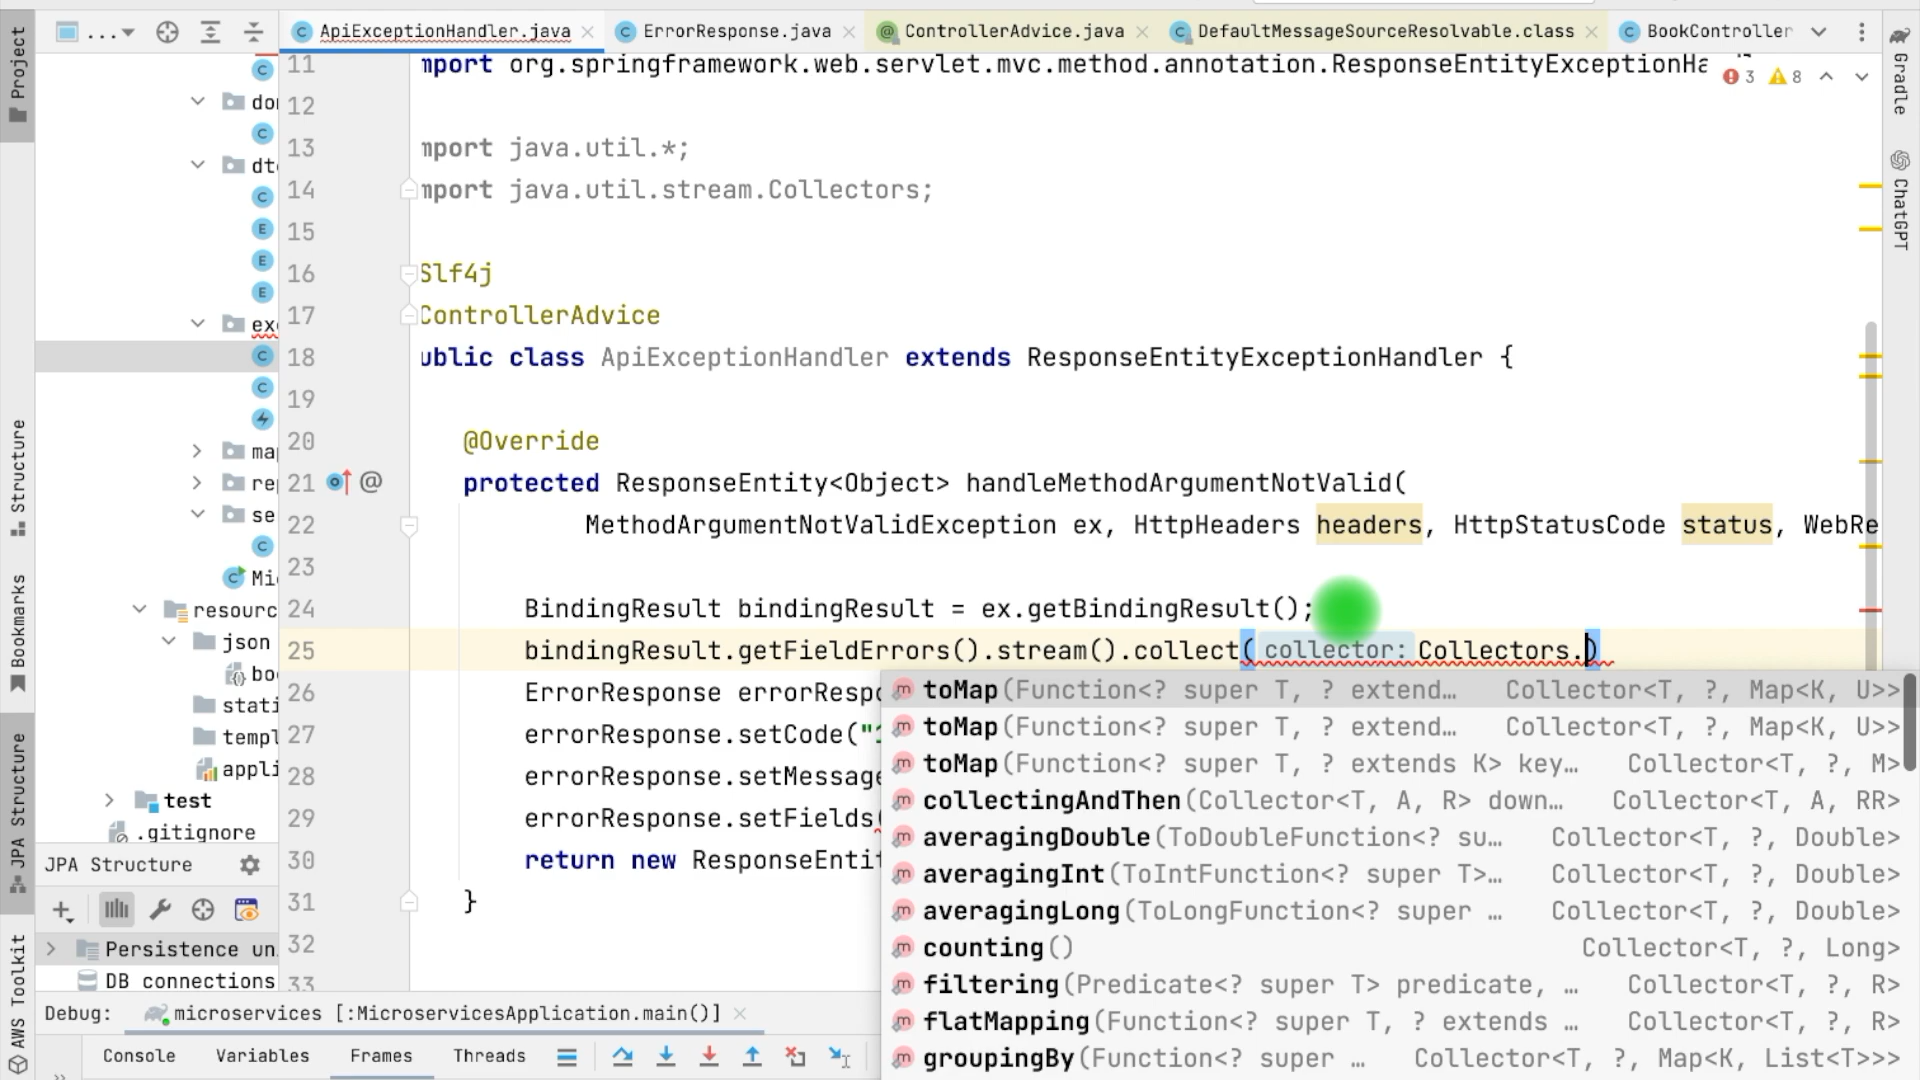 Project
...
ApiExceptionHandler.java
ErrorResponse.java
ControllerAdvice.java
DefaultMessageSourceResolvable.class
BookController
Gradle
ChatGPT
3 8
11 mport org.springframework.web.servlet.mvc.method.annotation.ResponseEntityExceptionHa
12
13 mport java.util.*;
14 mport java.util.stream.Collectors;
15
16 Slf4j
17 ControllerAdvice
18 ublic class ApiExceptionHandler extends ResponseEntityExceptionHandler {
19
20 @Override
21 @ protected ResponseEntity<Object> handleMethodArgumentNotValid(
22 MethodArgumentNotValidException ex, HttpHeaders headers, HttpStatusCode status, WebRe
23
24 BindingResult bindingResult = ex.getBindingResult();
25 bindingResult.getFieldErrors().stream().collect( collector: Collectors.)
26 ErrorResponse errorRespo
27 errorResponse.setCode("1
28 errorResponse.setMessage
29 errorResponse.setFields(
30 return new ResponseEntit
31 }
32
33
toMap(Function<? super T, ? extend… Collector<T, ?, Map<K, U>>
toMap(Function<? super T, ? extend… Collector<T, ?, Map<K, U>>
toMap(Function<? super T, ? extends K> key… Collector<T, ?, M>
collectingAndThen(Collector<T, A, R> down… Collector<T, A, RR>
averagingDouble(ToDoubleFunction<? su… Collector<T, ?, Double>
averagingInt(ToIntFunction<? super T>… Collector<T, ?, Double>
averagingLong(ToLongFunction<? super … Collector<T, ?, Double>
counting() Collector<T, ?, Long>
filtering(Predicate<? super T> predicate, … Collector<T, ?, R>
flatMapping(Function<? super T, ? extends … Collector<T, ?, R>
groupingBy(Function<? super … Collector<T, ?, Map<K, List<T>>>
dor
dto
exc
ma
re
se
Mic
resourc
json
bo
stati
templ
appli
test
.gitignore
Structure
Bookmarks
JPA Structure
AWS Toolkit
JPA Structure
Persistence un
DB connections
Debug: microservices [:MicroservicesApplication.main()]
Console Variables Frames Threads